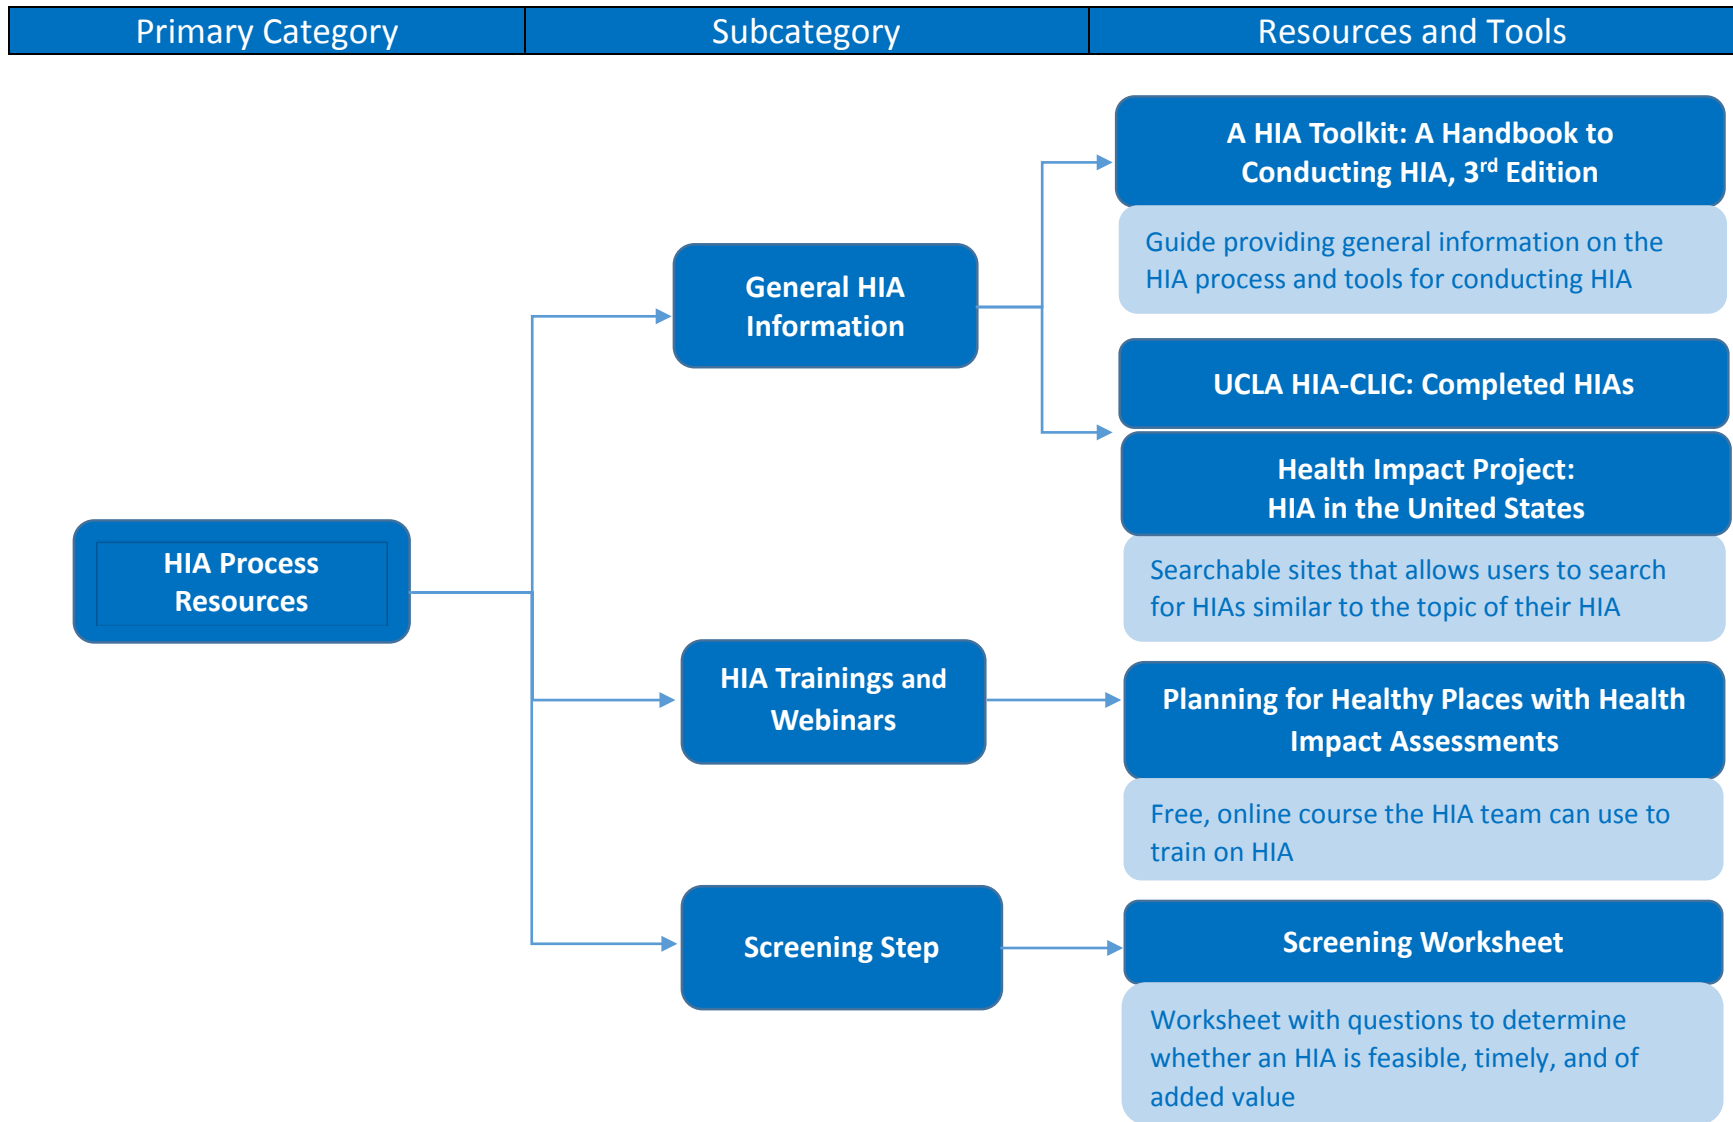 Primary Category
Subcategory
Resources and Tools
HIA Process
Resources
General HIA
Information
A HIA Toolkit: A Handbook to
Conducting HIA, 3rd Edition
Guide providing general information on the
HIA process and tools for conducting HIA
UCLA HIA-CLIC: Completed HIAs
Health Impact Project:
HIA in the United States
Searchable sites that allows users to search
for HIAs similar to the topic of their HIA
HIA Trainings and
Webinars
Planning for Healthy Places with Health
Impact Assessments
Free, online course the HIA team can use to
train on HIA
Screening Step
Screening Worksheet
Worksheet with questions to determine
whether an HIA is feasible, timely, and of
added value